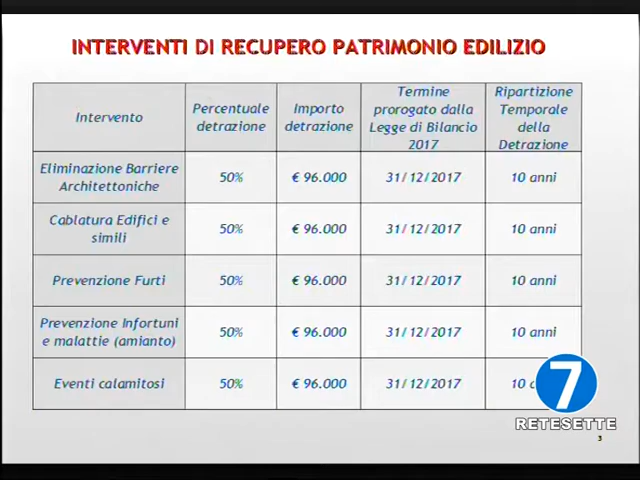 INTERVENTI DI RECUPERO PATRIMONIO EDILIZIO
Intervento
Percentuale
detrazione
Importo
detrazione
Termine
prorogato dalla
Legge di Bilancio
2017
Ripartizione
Temporale
della
Detrazione
Eliminazione Barriere
Architettoniche
50%
€ 96.000
31/12/2017
10 anni
Cablatura Edifici e
simili
50%
€ 96.000
31/12/2017
10 anni
Prevenzione Furti
50%
€ 96.000
31/12/2017
10 anni
Prevenzione Infortuni
e malattie (amianto)
50%
€ 96.000
31/12/2017
10 anni
Eventi calamitosi
50%
€ 96.000
31/12/2017
10
7
RETESETTE
3